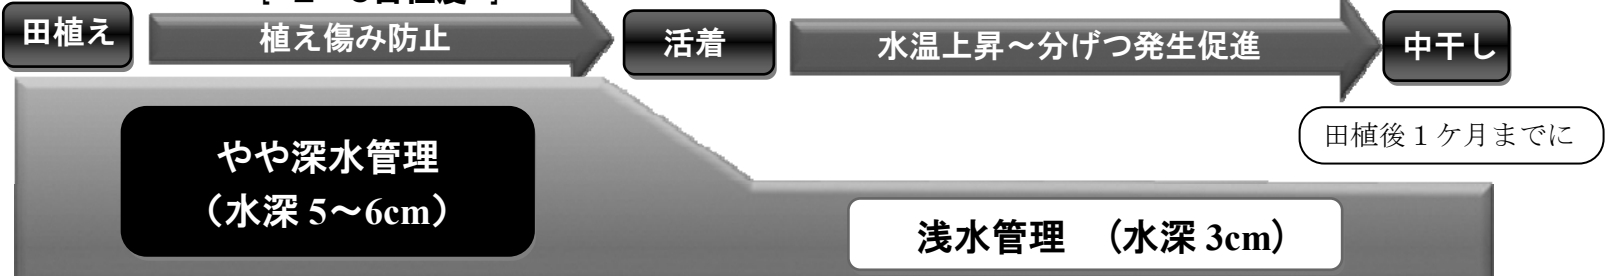 田植え
植え傷み防止
活着
水温上昇～分げつ発生促進
中干し
田植後１ケ月までに
やや深水管理
（水深 5～6cm）
浅水管理　（水深 3cm）